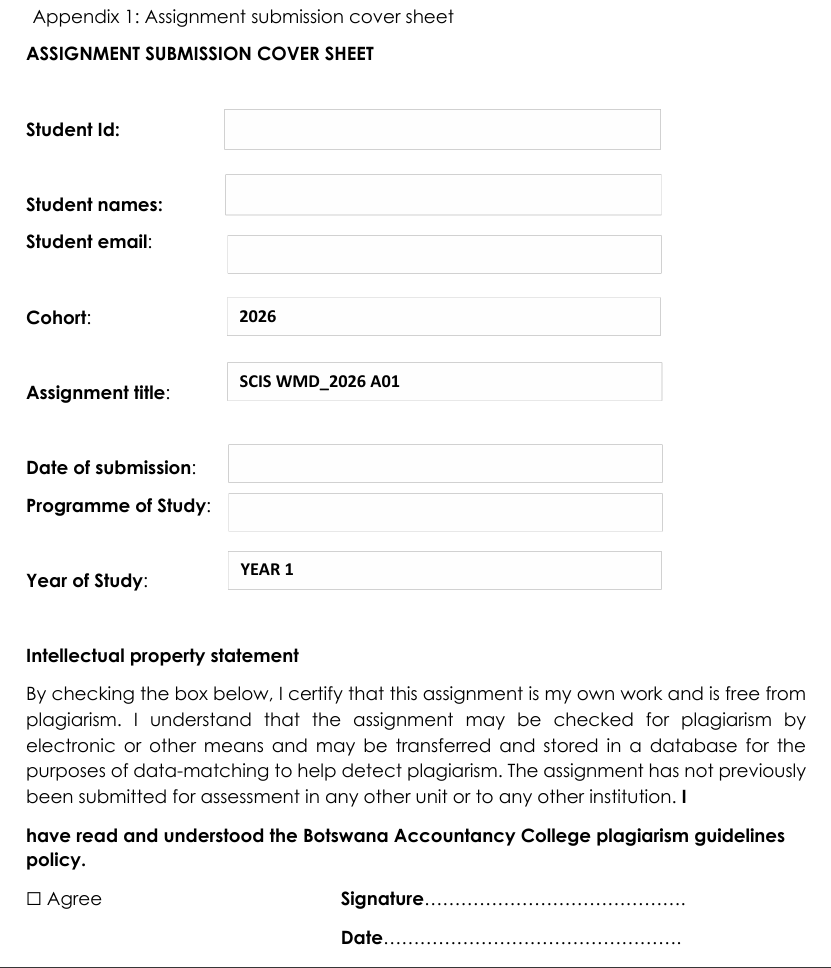 Appendix 1: Assignment submission cover sheet
ASSIGNMENT SUBMISSION COVER SHEET
Student Id:
Student names:
Student email:
Cohort: 2026
Assignment title: SCIS WMD_2026 A01
Date of submission:
Programme of Study:
Year of Study: YEAR 1
Intellectual property statement
By checking the box below, I certify that this assignment is my own work and is free from
plagiarism. I understand that the assignment may be checked for plagiarism by
electronic or other means and may be transferred and stored in a database for the
purposes of data-matching to help detect plagiarism. The assignment has not previously
been submitted for assessment in any other unit or to any other institution. I
have read and understood the Botswana Accountancy College plagiarism guidelines
policy.
☐ Agree Signature…………………………………….
Date………………………………………….